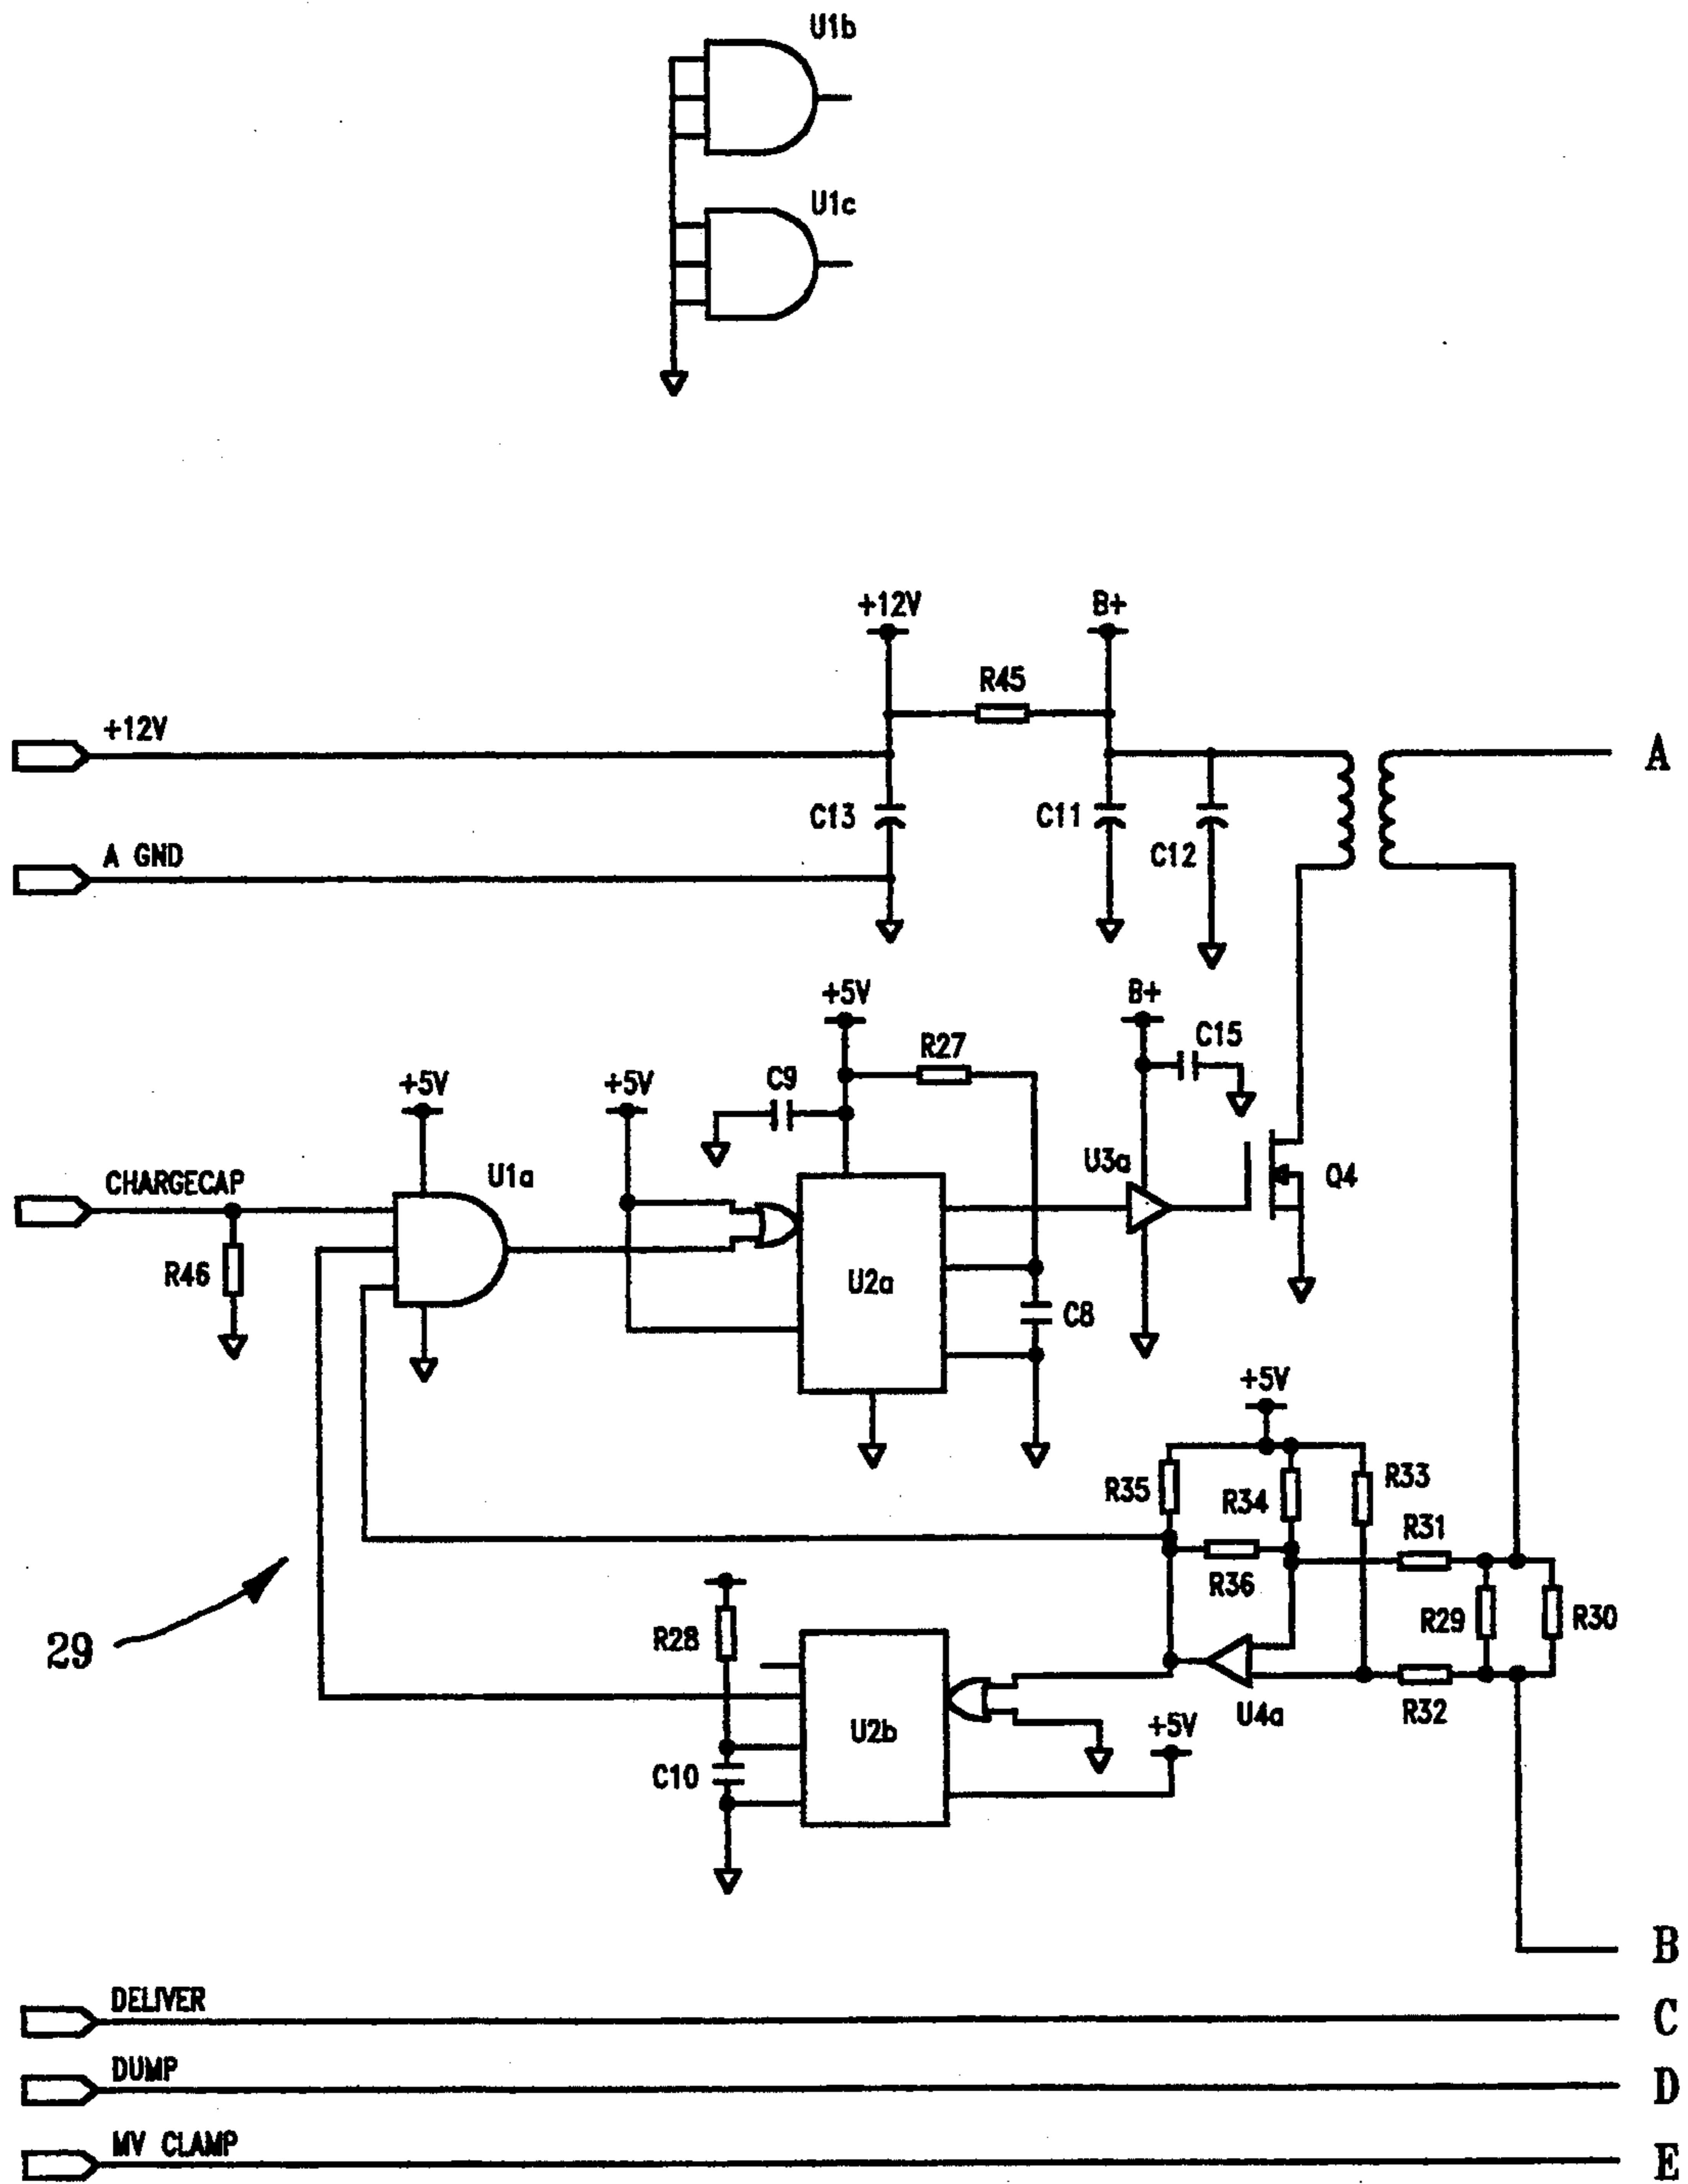 U1b
U1c
+12V
B+
R45
+12V
A
C13
C11
C12
A GND
+5V
B+
R27
C15
+5V
+5V
C9
U1a
U3a
Q4
CHARGECAP
R46
U2a
C8
+5V
R35
R34
R33
R31
R36
R29
R30
29
R28
U4a
R32
U2b
+5V
C10
B
DELIVER
C
DUMP
D
MV CLAMP
E